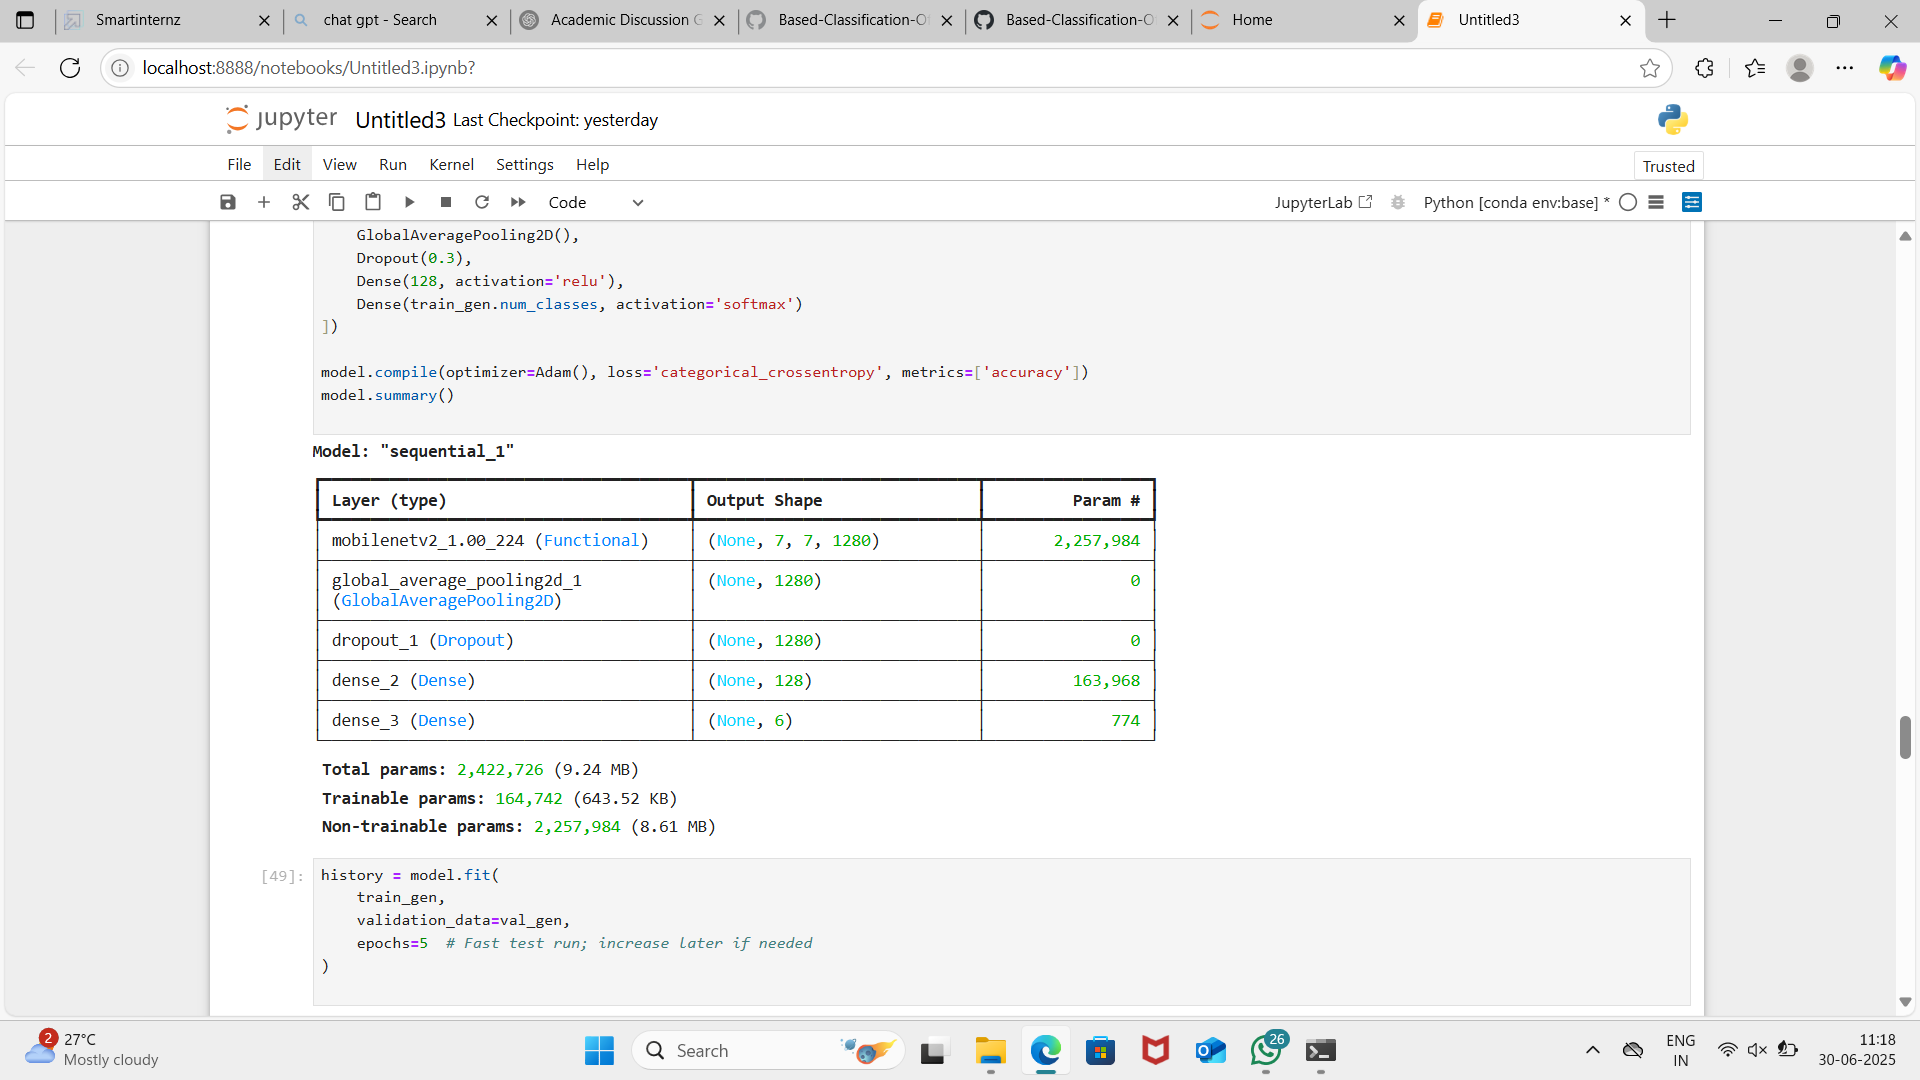 Smartinternz
chat gpt - Search
Academic Discussion G
Based-Classification-O
Based-Classification-O
Home
Untitled3
localhost:8888/notebooks/Untitled3.ipynb?
jupyter Untitled3 Last Checkpoint: yesterday
File Edit View Run Kernel Settings Help
Trusted
Code
JupyterLab
Python [conda env:base] *
GlobalAveragePooling2D(),
Dropout(0.3),
Dense(128, activation='relu'),
Dense(train_gen.num_classes, activation='softmax')
])
model.compile(optimizer=Adam(), loss='categorical_crossentropy', metrics=['accuracy'])
model.summary()
Model: "sequential_1"
Layer (type) Output Shape Param #
mobilenetv2_1.00_224 (Functional) (None, 7, 7, 1280) 2,257,984
global_average_pooling2d_1 (None, 1280) 0
(GlobalAveragePooling2D)
dropout_1 (Dropout) (None, 1280) 0
dense_2 (Dense) (None, 128) 163,968
dense_3 (Dense) (None, 6) 774
Total params: 2,422,726 (9.24 MB)
Trainable params: 164,742 (643.52 KB)
Non-trainable params: 2,257,984 (8.61 MB)
[49]:
history = model.fit(
train_gen,
validation_data=val_gen,
epochs=5 # Fast test run; increase later if needed
)
2
27°C
Mostly cloudy
Search
26
ENG
IN
11:18
30-06-2025